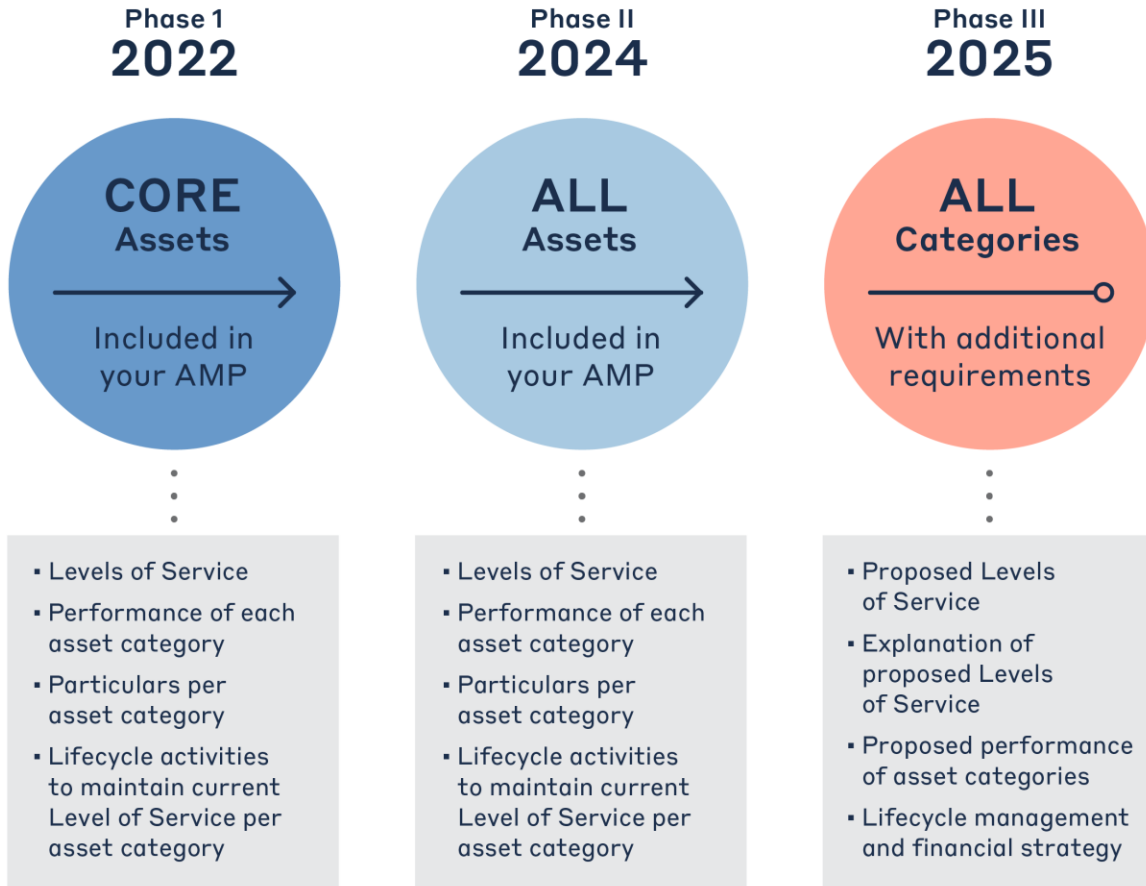 Phase 1
2022
CORE
Assets
Included in
your AMP
▪ Levels of Service
▪ Performance of each
asset category
▪ Particulars per
asset category
▪ Lifecycle activities
to maintain current
Level of Service per
asset category
Phase II
2024
ALL
Assets
Included in
your AMP
▪ Levels of Service
▪ Performance of each
asset category
▪ Particulars per
asset category
▪ Lifecycle activities
to maintain current
Level of Service per
asset category
Phase III
2025
ALL
Categories
With additional
requirements
▪ Proposed Levels
of Service
▪ Explanation of
proposed Levels
of Service
▪ Proposed performance
of asset categories
▪ Lifecycle management
and financial strategy